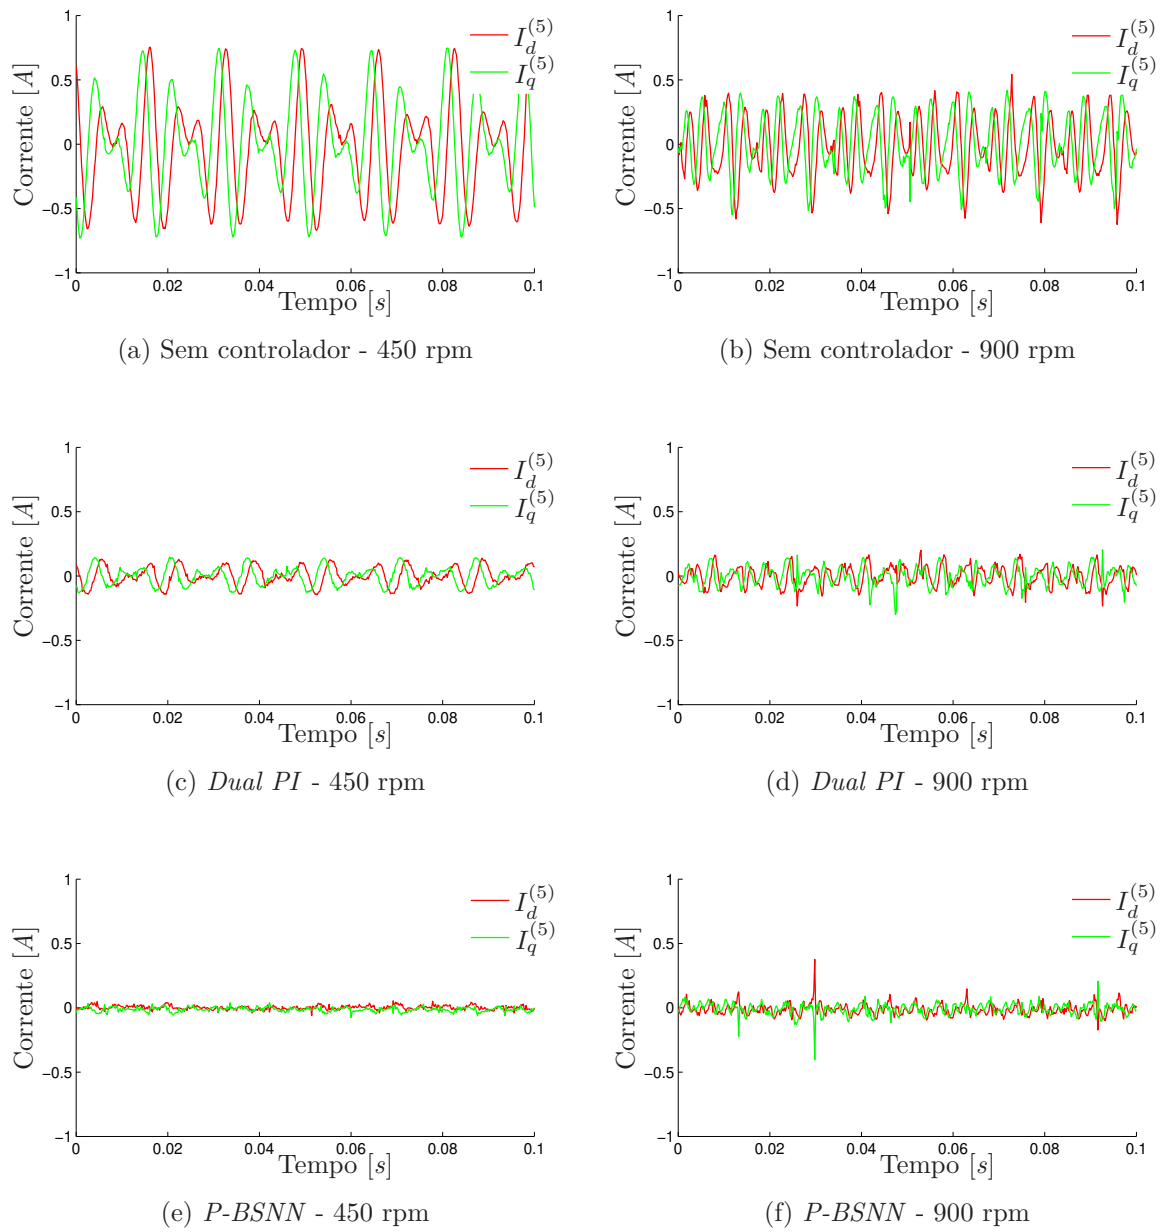 1
0.5
0
−0.5
−1
Corrente [A]
I_d^{(5)}
I_q^{(5)}
0 0.02 0.04 0.06 0.08 0.1
Tempo [s]
(a) Sem controlador - 450 rpm
1
0.5
0
−0.5
−1
Corrente [A]
I_d^{(5)}
I_q^{(5)}
0 0.02 0.04 0.06 0.08 0.1
Tempo [s]
(b) Sem controlador - 900 rpm
1
0.5
0
−0.5
−1
Corrente [A]
I_d^{(5)}
I_q^{(5)}
0 0.02 0.04 0.06 0.08 0.1
Tempo [s]
(c) Dual PI - 450 rpm
1
0.5
0
−0.5
−1
Corrente [A]
I_d^{(5)}
I_q^{(5)}
0 0.02 0.04 0.06 0.08 0.1
Tempo [s]
(d) Dual PI - 900 rpm
1
0.5
0
−0.5
−1
Corrente [A]
I_d^{(5)}
I_q^{(5)}
0 0.02 0.04 0.06 0.08 0.1
Tempo [s]
(e) P-BSNN - 450 rpm
1
0.5
0
−0.5
−1
Corrente [A]
I_d^{(5)}
I_q^{(5)}
0 0.02 0.04 0.06 0.08 0.1
Tempo [s]
(f) P-BSNN - 900 rpm